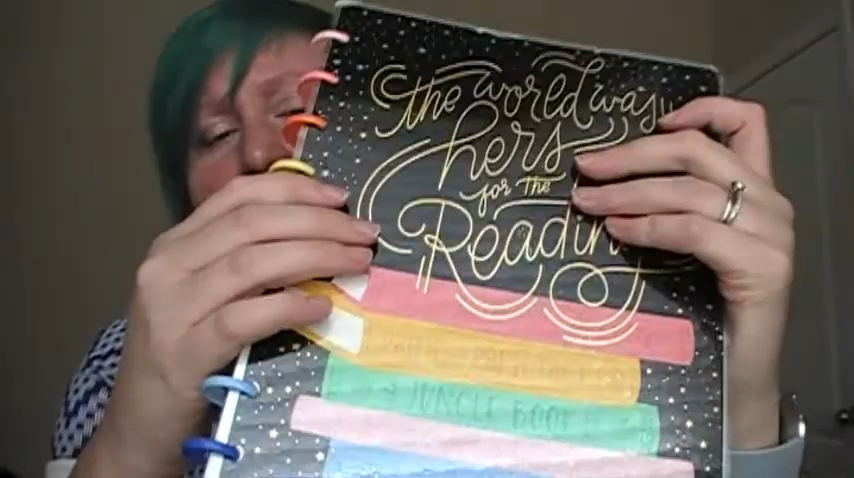 the world was
hers
for the
Reading
JUNGLE BOOK